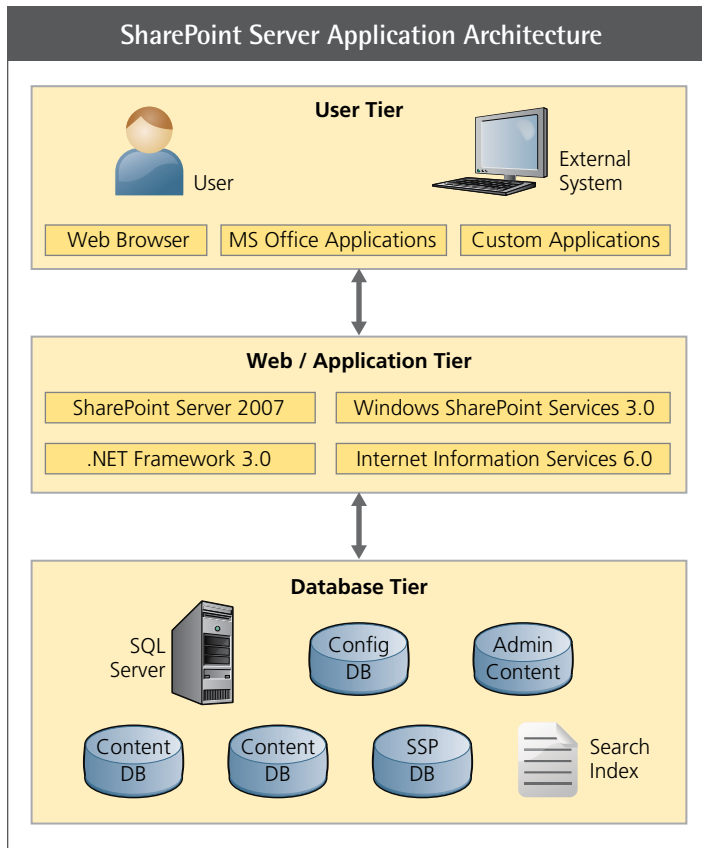 SharePoint Server Application Architecture
User Tier
User
External
System
Web Browser
MS Office Applications
Custom Applications
Web / Application Tier
SharePoint Server 2007
Windows SharePoint Services 3.0
.NET Framework 3.0
Internet Information Services 6.0
Database Tier
SQL
Server
Config
DB
Admin
Content
Content
DB
Content
DB
SSP
DB
Search
Index